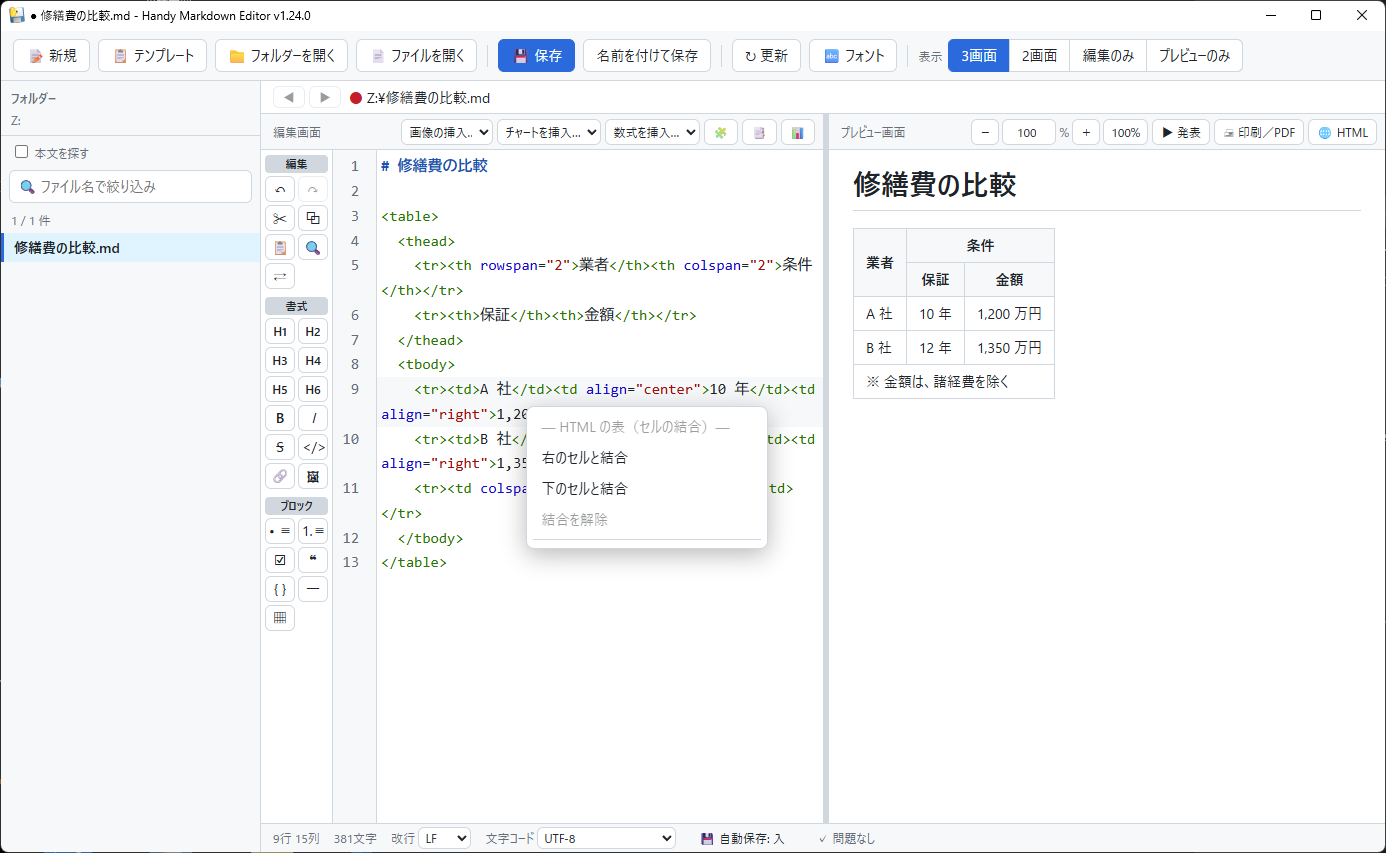 ● 修繕費の比較.md - Handy Markdown Editor v1.24.0
新規 テンプレート フォルダーを開く ファイルを開く 保存 名前を付けて保存 ↻ 更新 フォント 表示 3画面 2画面 編集のみ プレビューのみ
フォルダー
Z:
本文を探す
ファイル名で絞り込み
1 / 1 件
修繕費の比較.md
◀ ▶ Z:¥修繕費の比較.md
編集画面 画像の挿入... チャートを挿入... 数式を挿入...
編集
書式
H1 H2
H3 H4
H5 H6
B I
S </>
ブロック
• ≡ 1. ≡
☑ ❝
{ } —
1 # 修繕費の比較
2
3 <table>
4 <thead>
5 <tr><th rowspan="2">業者</th><th colspan="2">条件
</th></tr>
6 <tr><th>保証</th><th>金額</th></tr>
7 </thead>
8 <tbody>
9 <tr><td>A 社</td><td align="center">10 年</td><td
align="right">1,20
10 <tr><td>B 社</ td><td
align="right">1,35
11 <tr><td colspa td>
</tr>
12 </tbody>
13 </table>
— HTML の表（セルの結合）—
右のセルと結合
下のセルと結合
結合を解除
プレビュー画面 − 100 % + 100% ▶ 発表 印刷／PDF HTML
修繕費の比較
業者 条件
保証 金額
A 社 10 年 1,200 万円
B 社 12 年 1,350 万円
※ 金額は、諸経費を除く
9行 15列 381文字 改行 LF 文字コード UTF-8 自動保存: 入 ✓ 問題なし